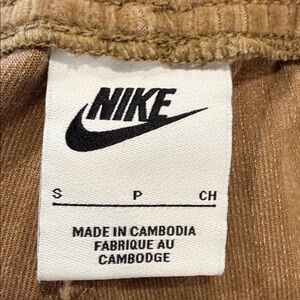 NIKE
S P CH
MADE IN CAMBODIA
FABRIQUE AU
CAMBODGE